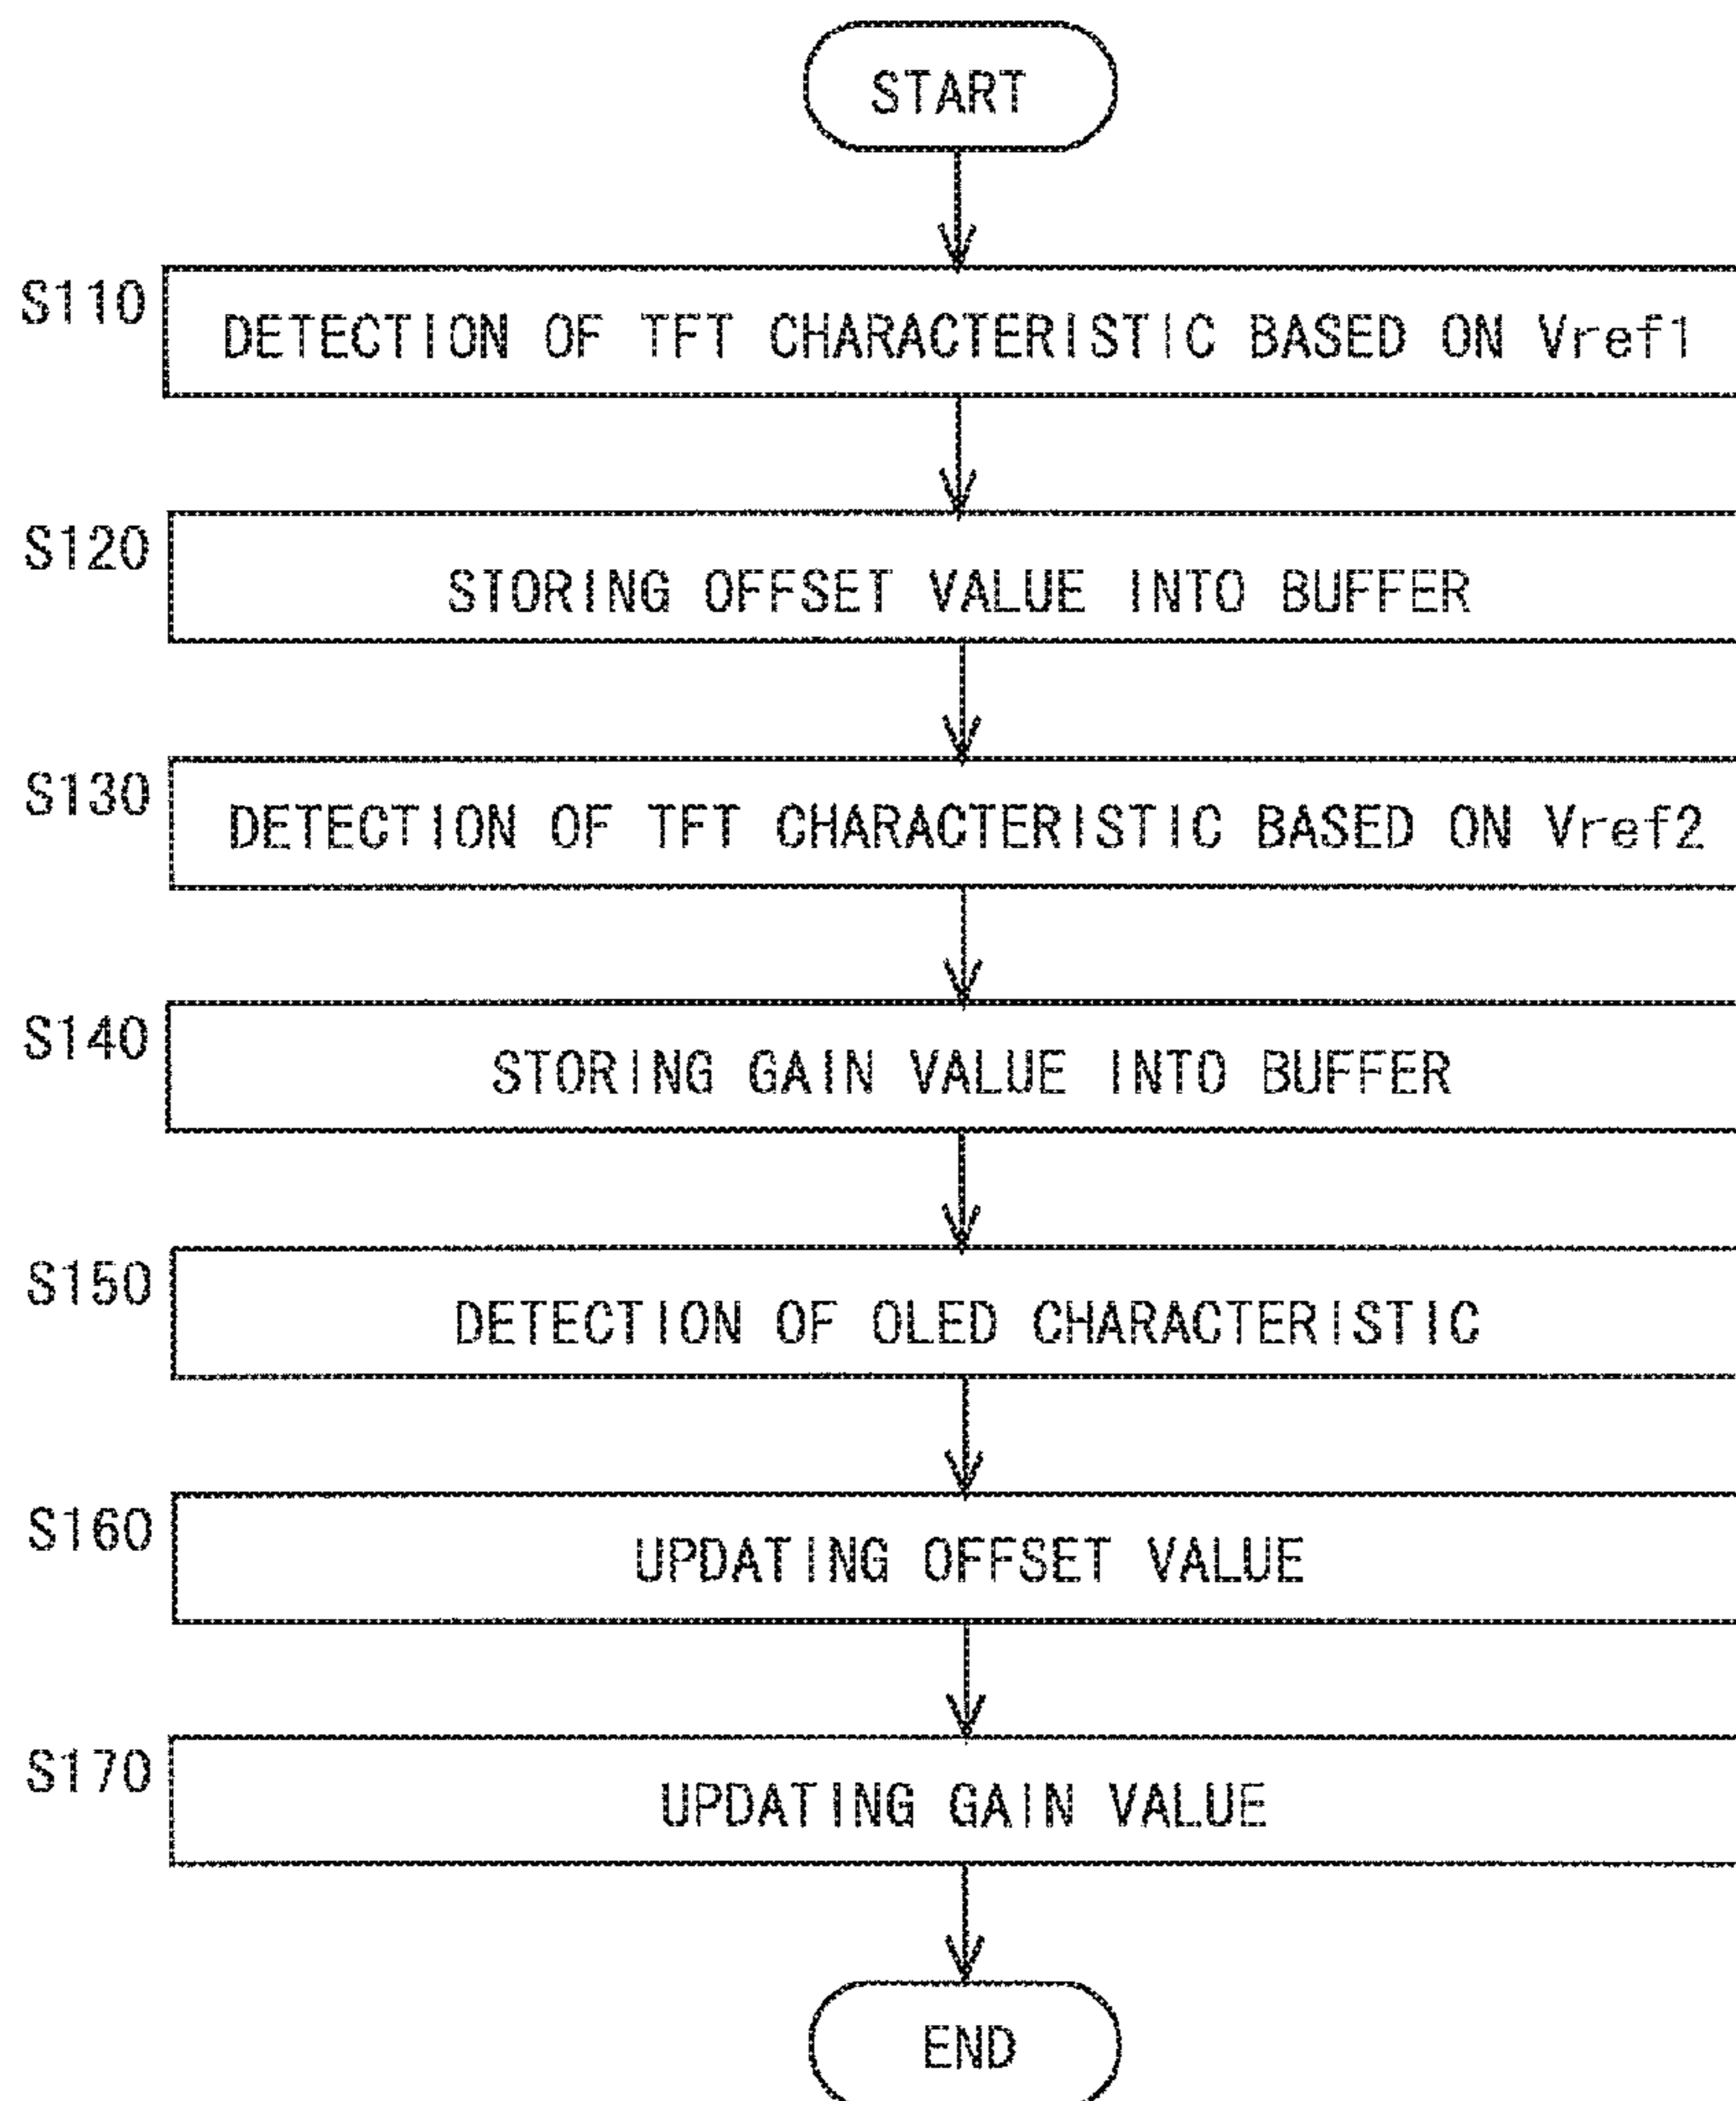 START
S110
DETECTION OF TFT CHARACTERISTIC BASED ON Vref1
S120
STORING OFFSET VALUE INTO BUFFER
S130
DETECTION OF TFT CHARACTERISTIC BASED ON Vref2
S140
STORING GAIN VALUE INTO BUFFER
S150
DETECTION OF OLED CHARACTERISTIC
S160
UPDATING OFFSET VALUE
S170
UPDATING GAIN VALUE
END